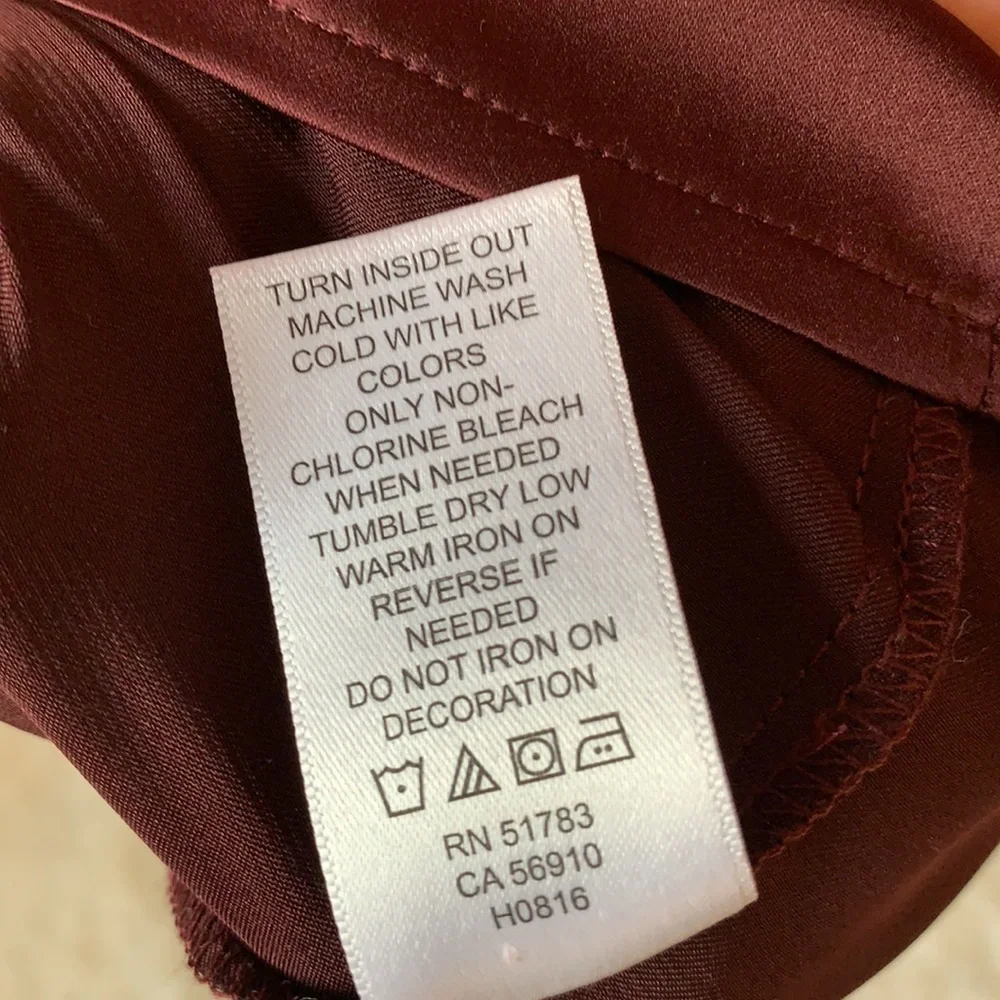 TURN INSIDE OUT
MACHINE WASH
COLD WITH LIKE
COLORS
ONLY NON-
CHLORINE BLEACH
WHEN NEEDED
TUMBLE DRY LOW
WARM IRON ON
REVERSE IF
NEEDED
DO NOT IRON ON
DECORATION
RN 51783
CA 56910
H0816